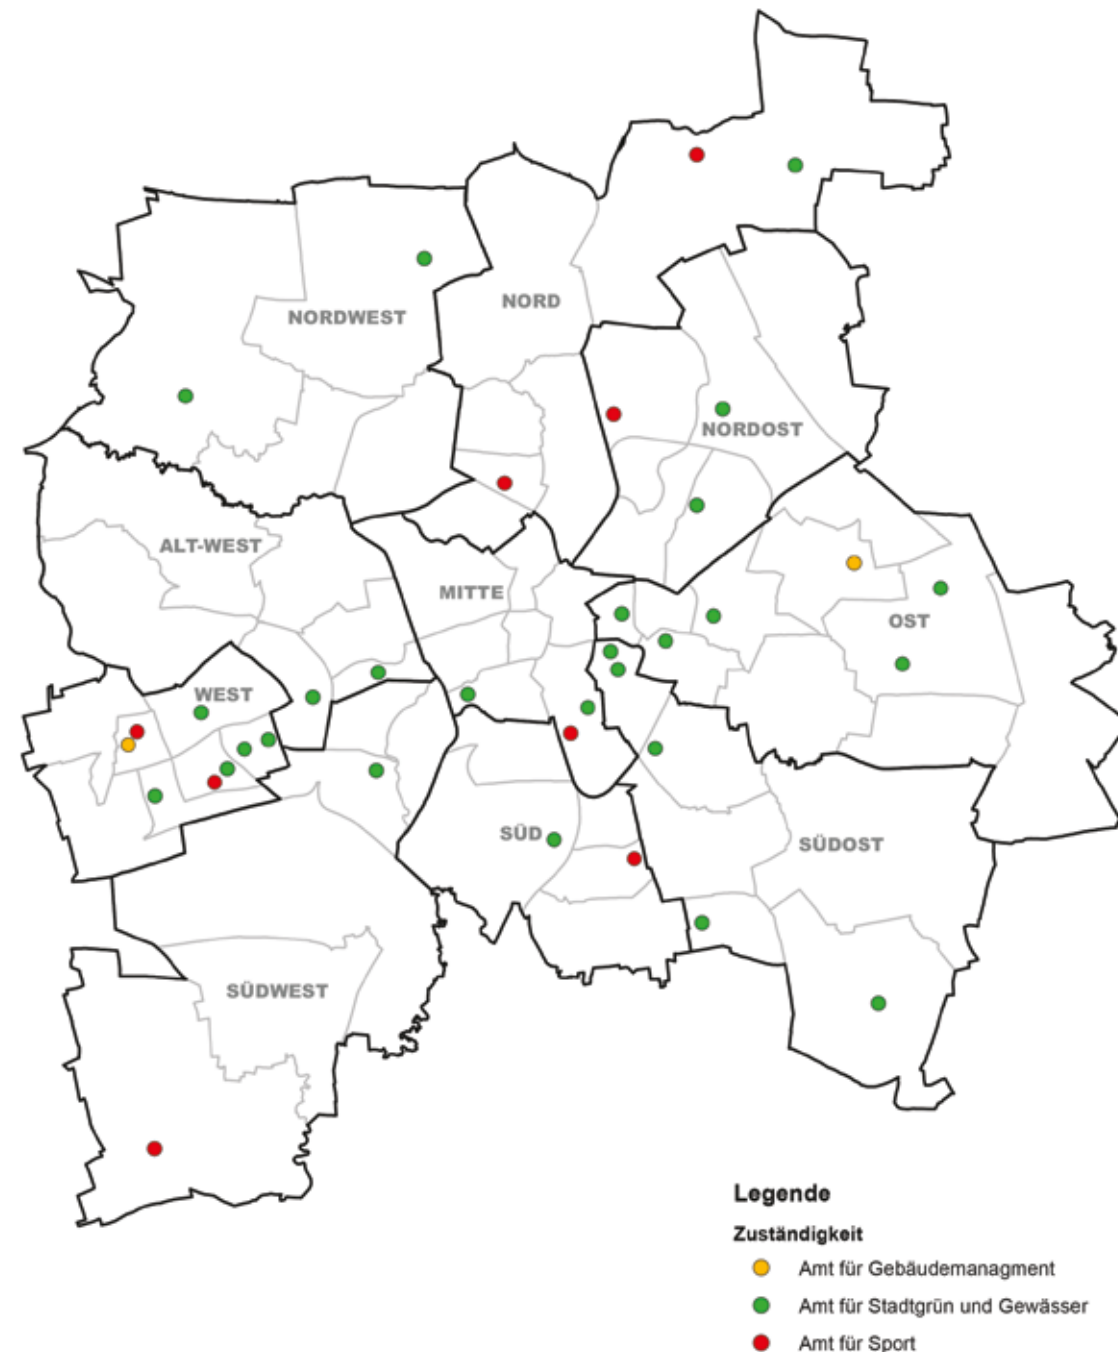 NORD
NORDWEST
NORDOST
ALT-WEST
MITTE
OST
WEST
SÜD
SÜDOST
SÜDWEST
Legende
Zuständigkeit
Amt für Gebäudemanagment
Amt für Stadtgrün und Gewässer
Amt für Sport